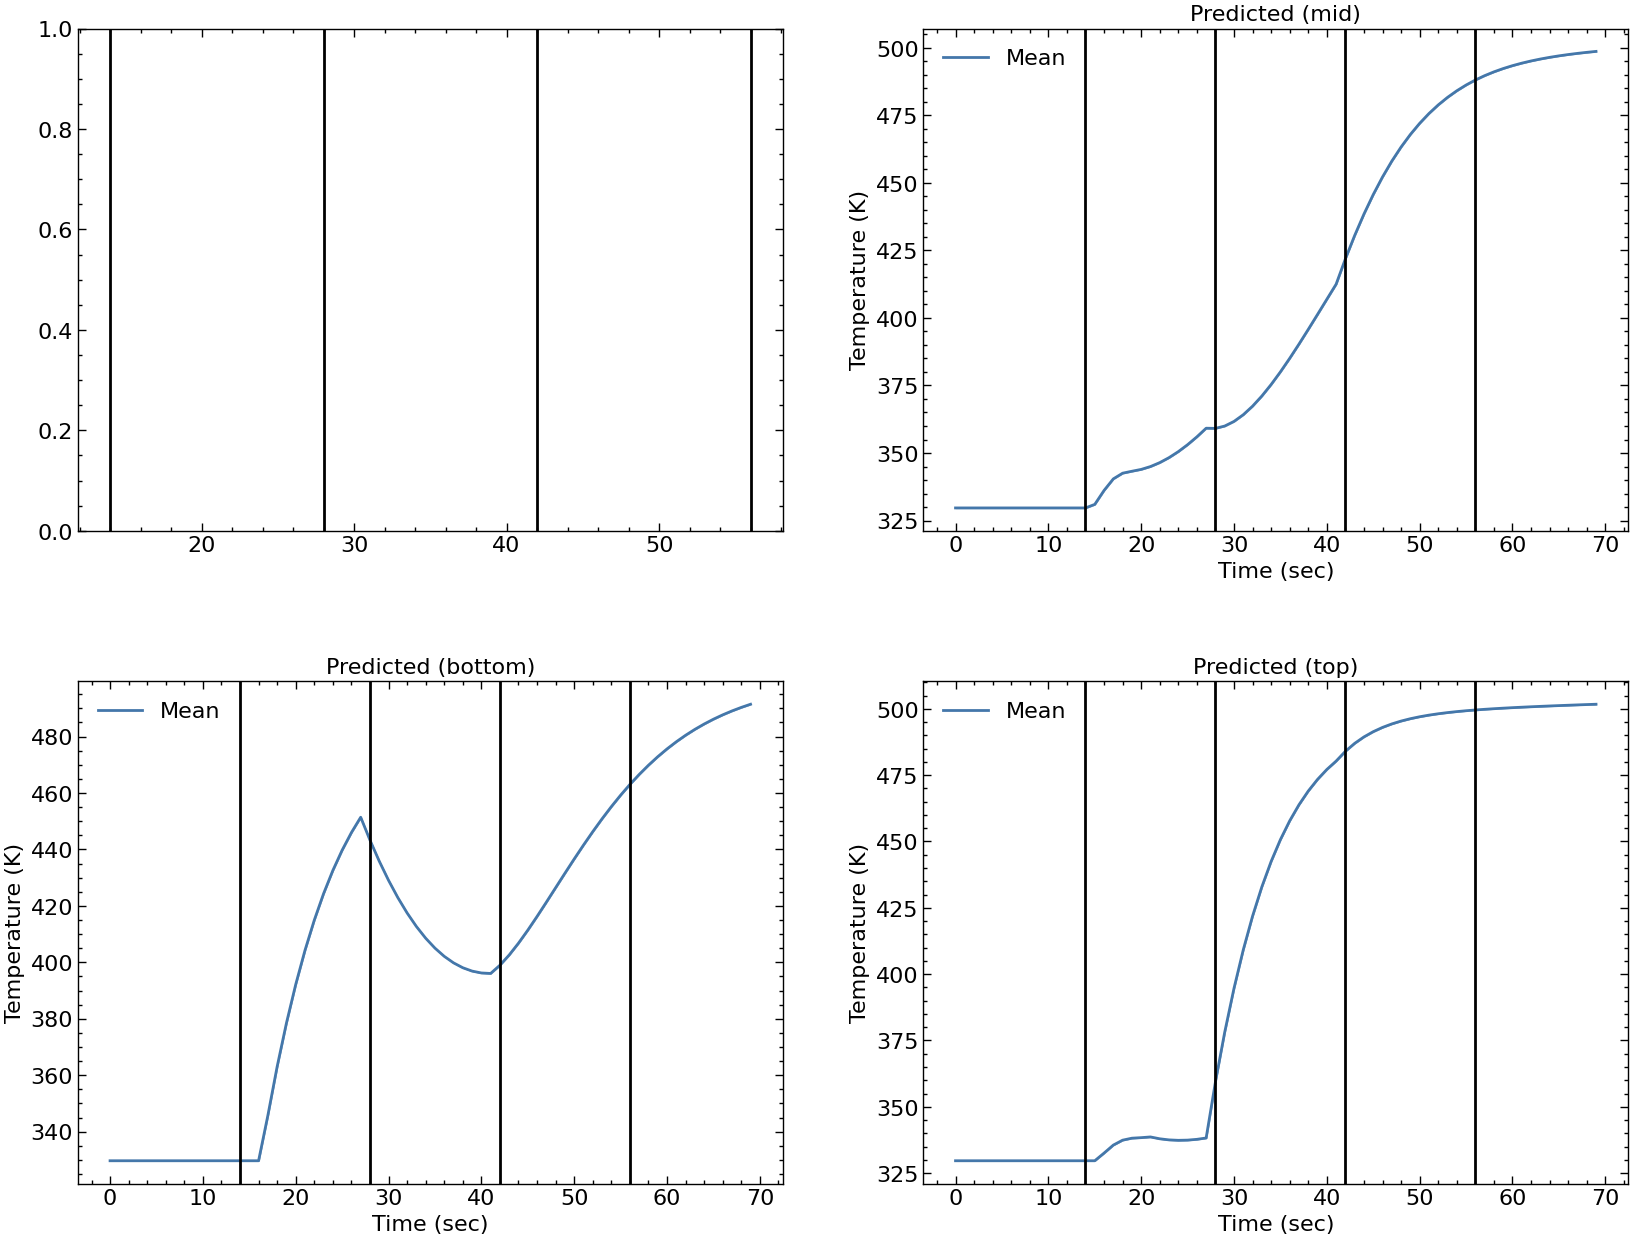 1.0
0.8
0.6
0.4
0.2
0.0
20 30 40 50
Predicted (mid)
Mean
500
475
450
425
400
375
350
325
Temperature (K)
0 10 20 30 40 50 60 70
Time (sec)
Predicted (bottom)
Mean
480
460
440
420
400
380
360
340
Temperature (K)
0 10 20 30 40 50 60 70
Time (sec)
Predicted (top)
Mean
500
475
450
425
400
375
350
325
Temperature (K)
0 10 20 30 40 50 60 70
Time (sec)